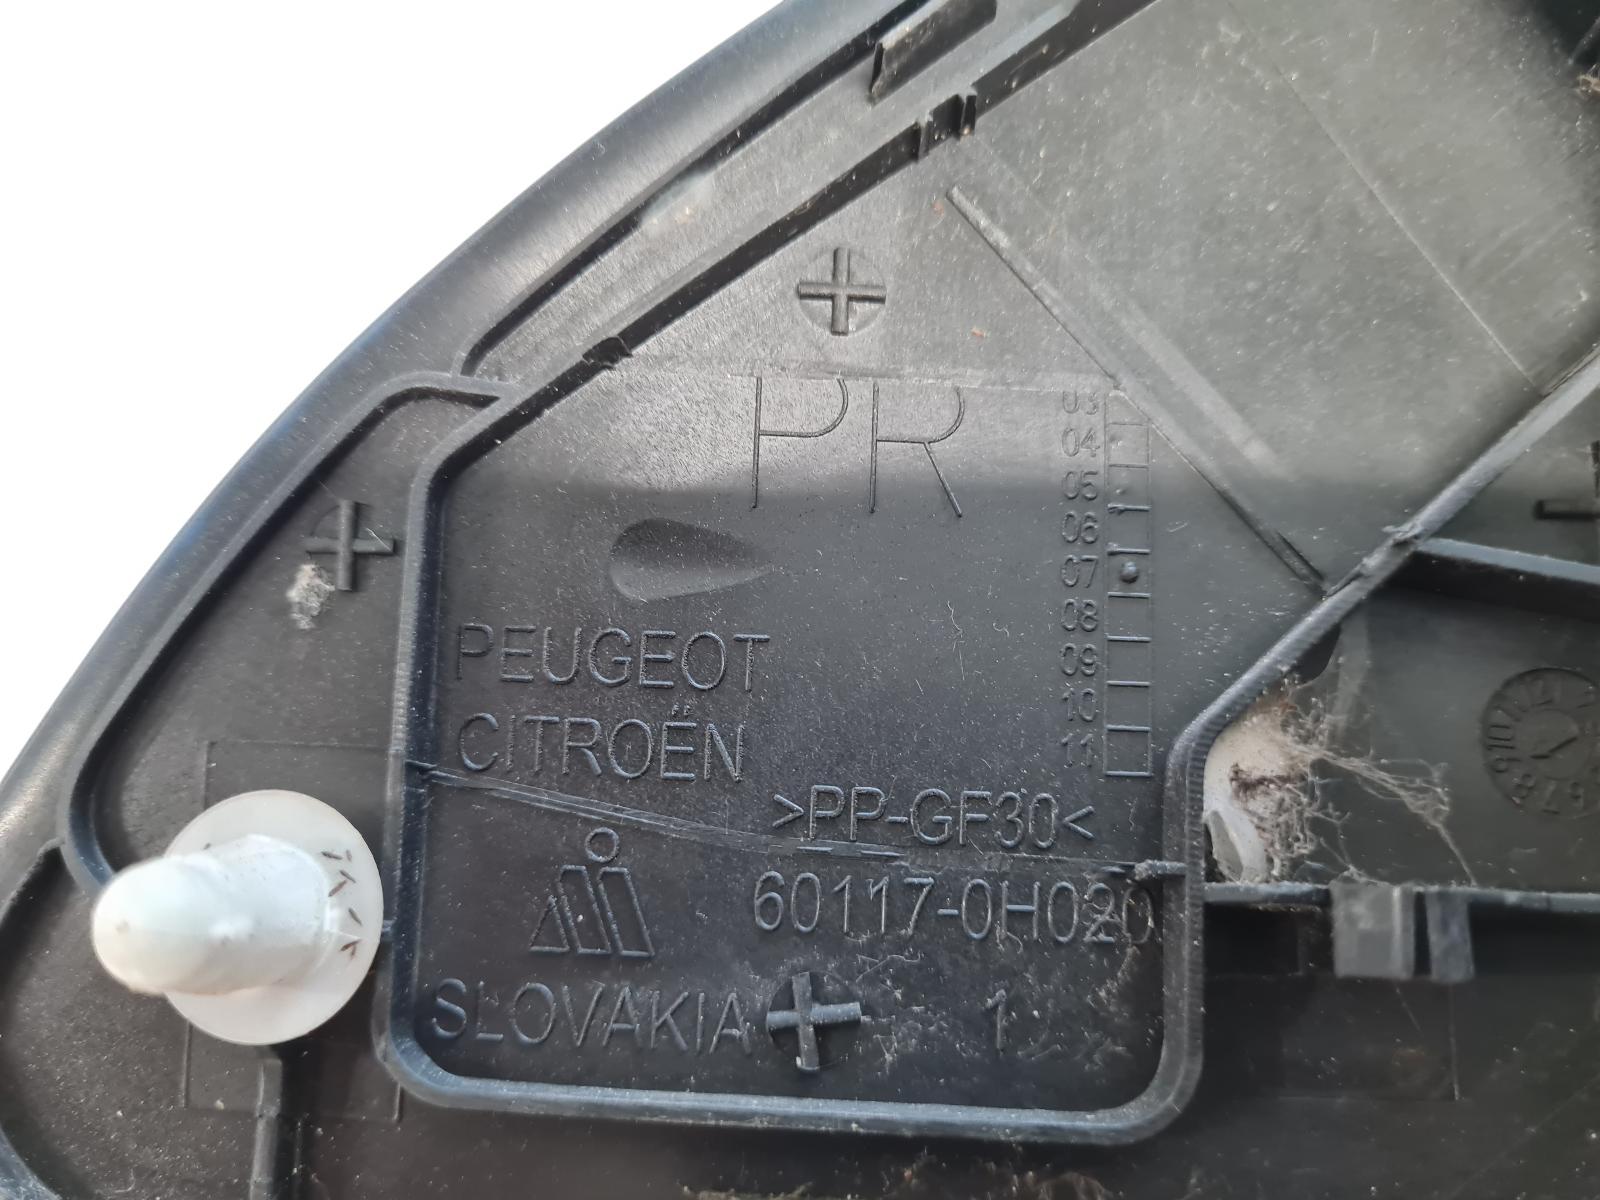 PR
03
04
05
06
07
08
09
10
11
PEUGEOT
CITROËN
>PP-GF30<
60117-0H020
SLOVAKIA 1